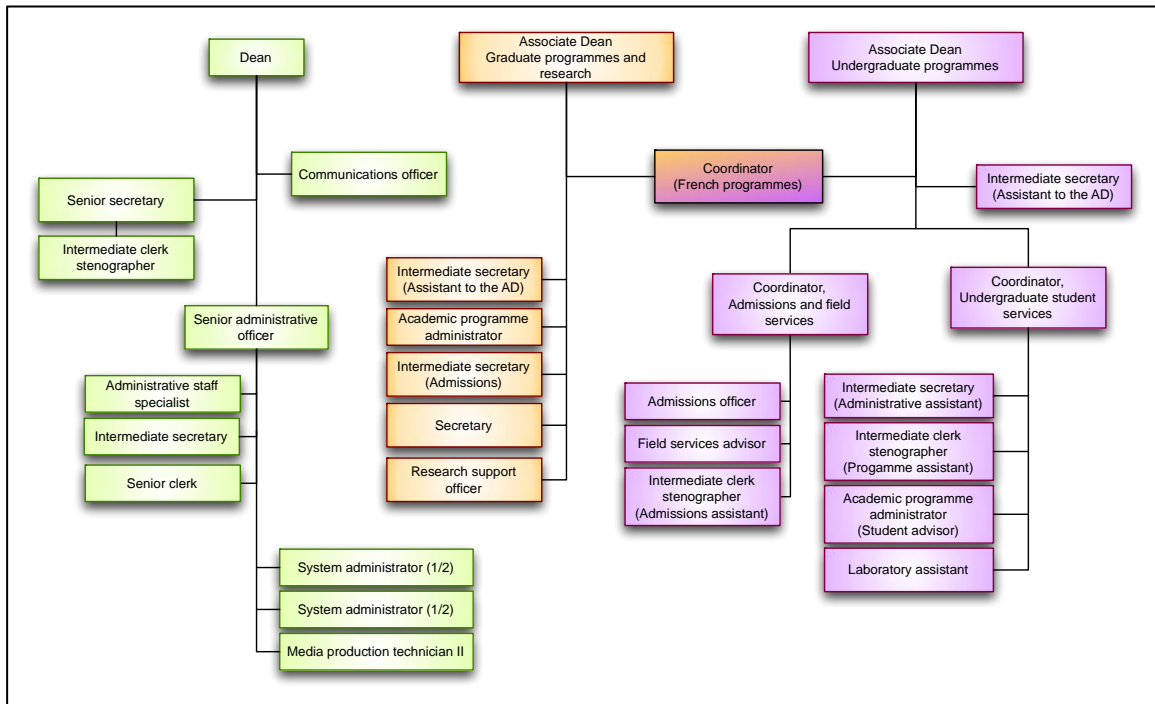 Dean
Communications officer
Senior secretary
Intermediate clerk
stenographer
Senior administrative
officer
Administrative staff
specialist
Intermediate secretary
Senior clerk
System administrator (1/2)
System administrator (1/2)
Media production technician II
Associate Dean
Graduate programmes and
research
Coordinator
(French programmes)
Intermediate secretary
(Assistant to the AD)
Academic programme
administrator
Intermediate secretary
(Admissions)
Secretary
Research support
officer
Associate Dean
Undergraduate programmes
Intermediate secretary
(Assistant to the AD)
Coordinator,
Admissions and field
services
Admissions officer
Field services advisor
Intermediate clerk
stenographer
(Admissions assistant)
Coordinator,
Undergraduate student
services
Intermediate secretary
(Administrative assistant)
Intermediate clerk
stenographer
(Progamme assistant)
Academic programme
administrator
(Student advisor)
Laboratory assistant